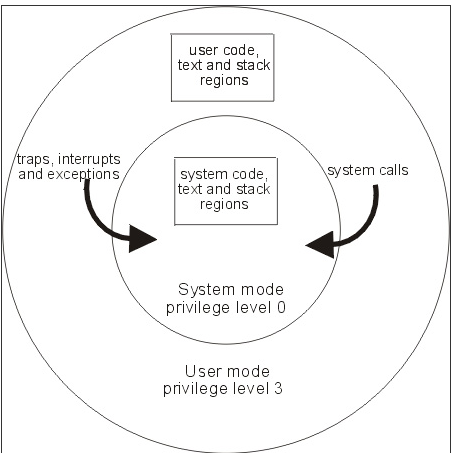 user code,
text and stack
regions
traps, interrupts
and exceptions
system code,
text and stack
regions
system calls
System mode
privilege level 0
User mode
privilege level 3